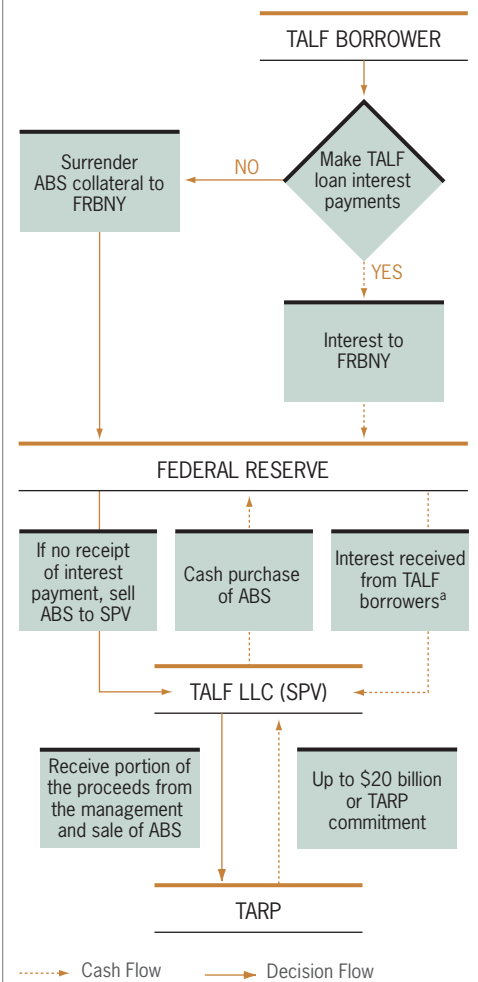 TALF BORROWER
Make TALF
loan interest
payments
NO
Surrender
ABS collateral to
FRBNY
YES
Interest to
FRBNY
FEDERAL RESERVE
If no receipt
of interest
payment, sell
ABS to SPV
Cash purchase
of ABS
Interest received
from TALF
borrowersᵃ
TALF LLC (SPV)
Receive portion of
the proceeds from
the management
and sale of ABS
Up to $20 billion
or TARP
commitment
TARP
Cash Flow
Decision Flow